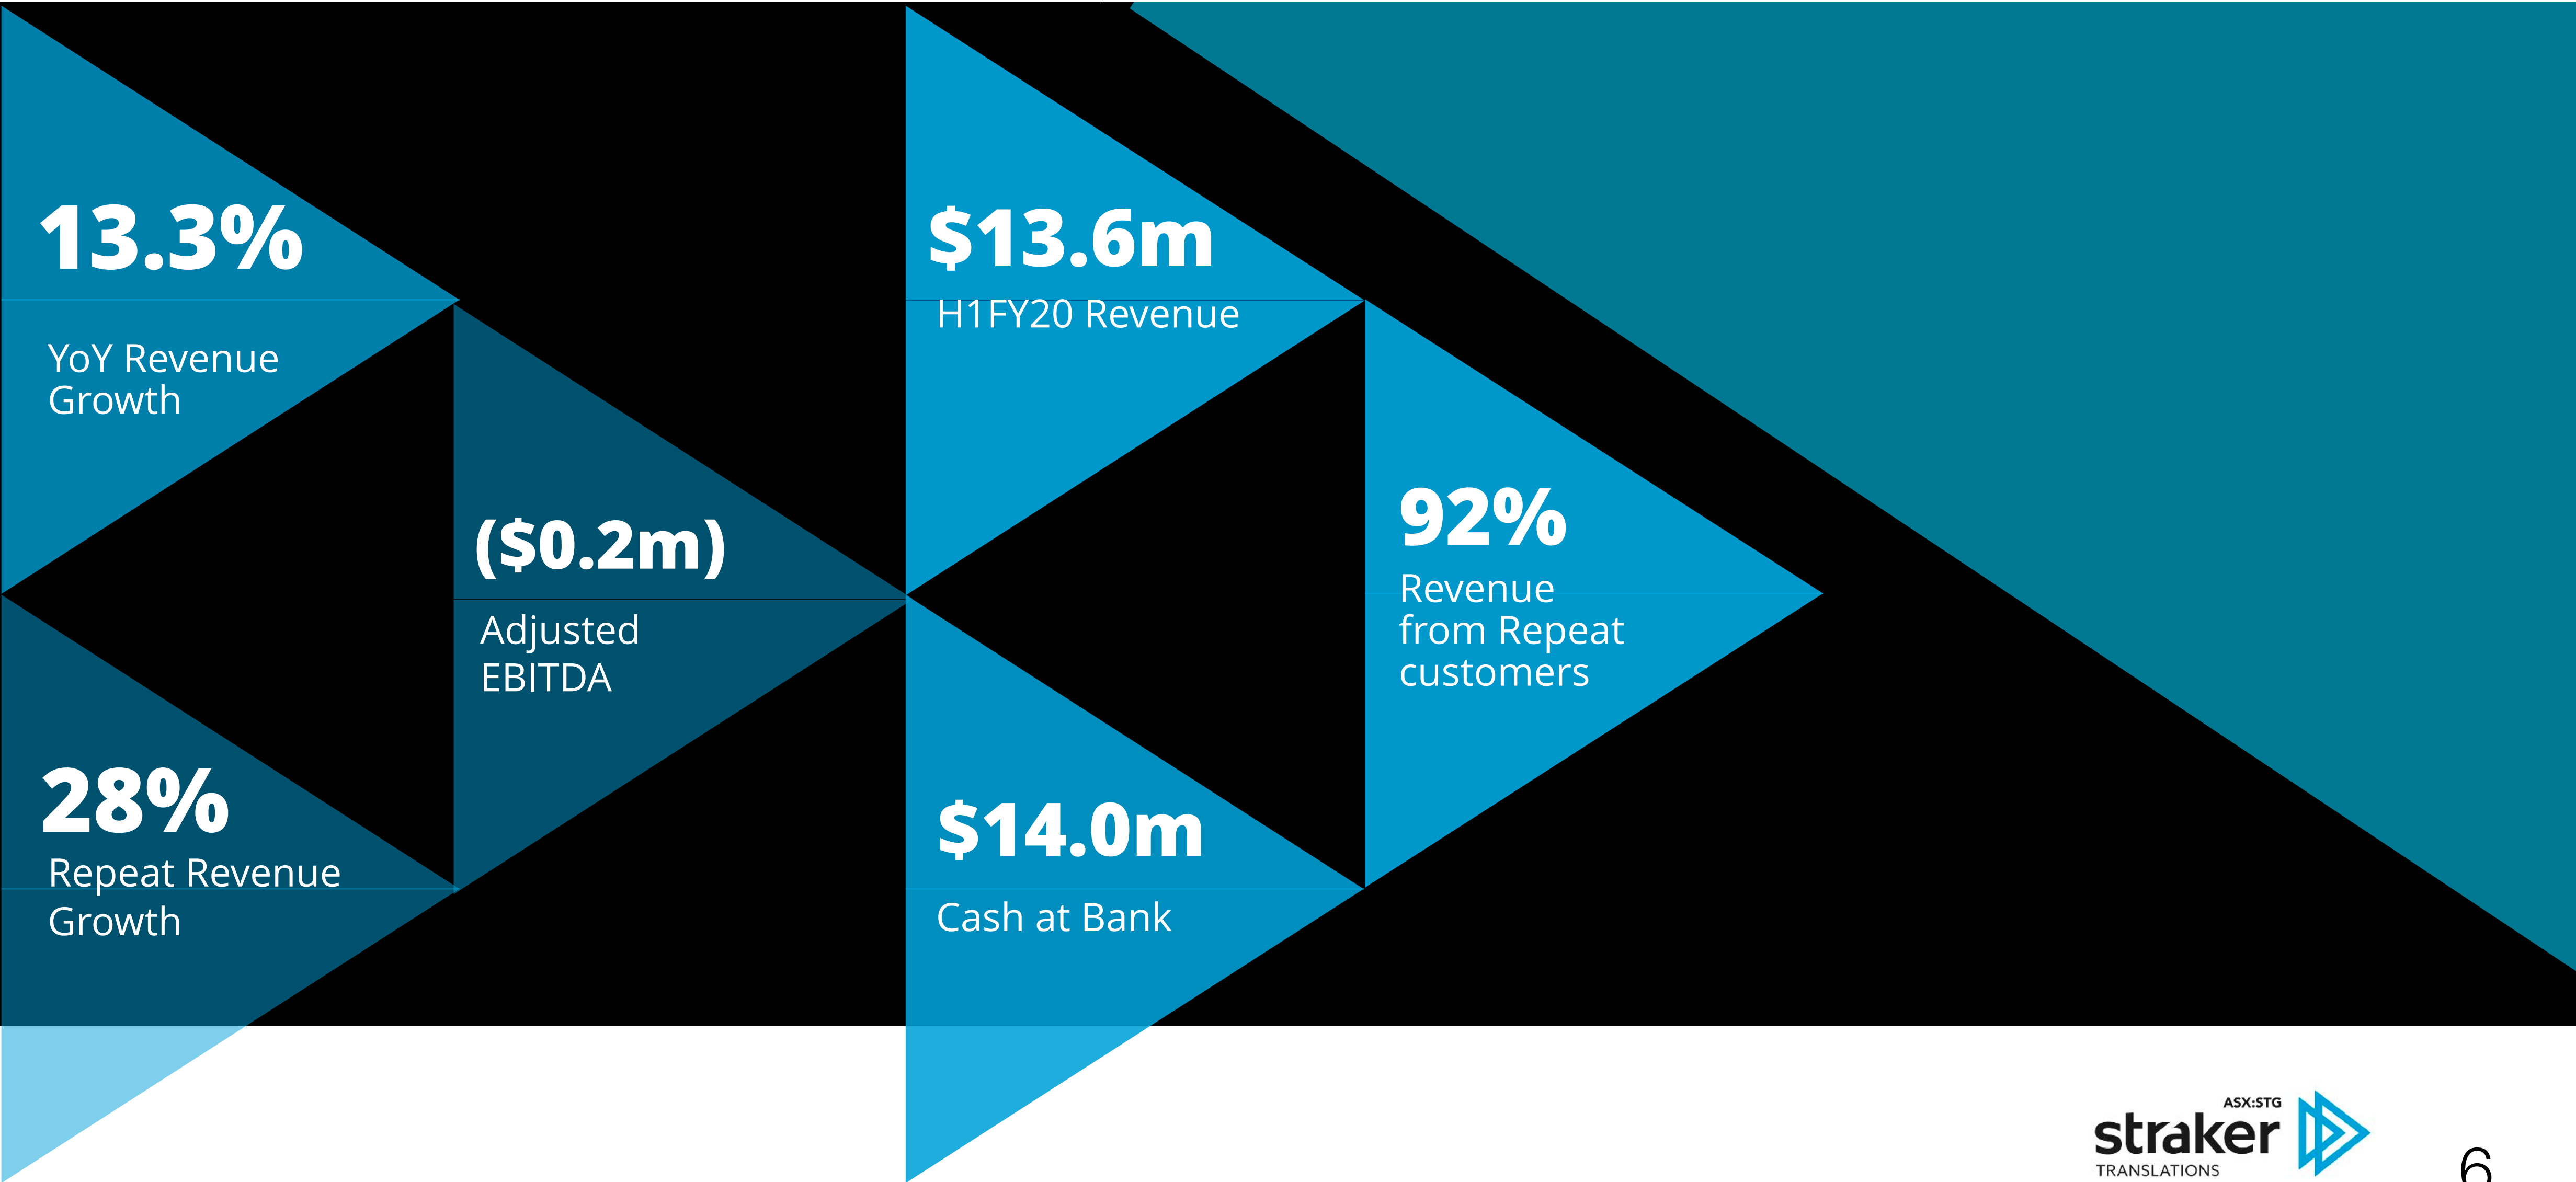 13.3%
YoY Revenue
Growth
28%
Repeat Revenue
Growth
($0.2m)
Adjusted
EBITDA
$13.6m
H1FY20 Revenue
$14.0m
Cash at Bank
92%
Revenue
from Repeat
customers
ASX:STG
straker
TRANSLATIONS
6